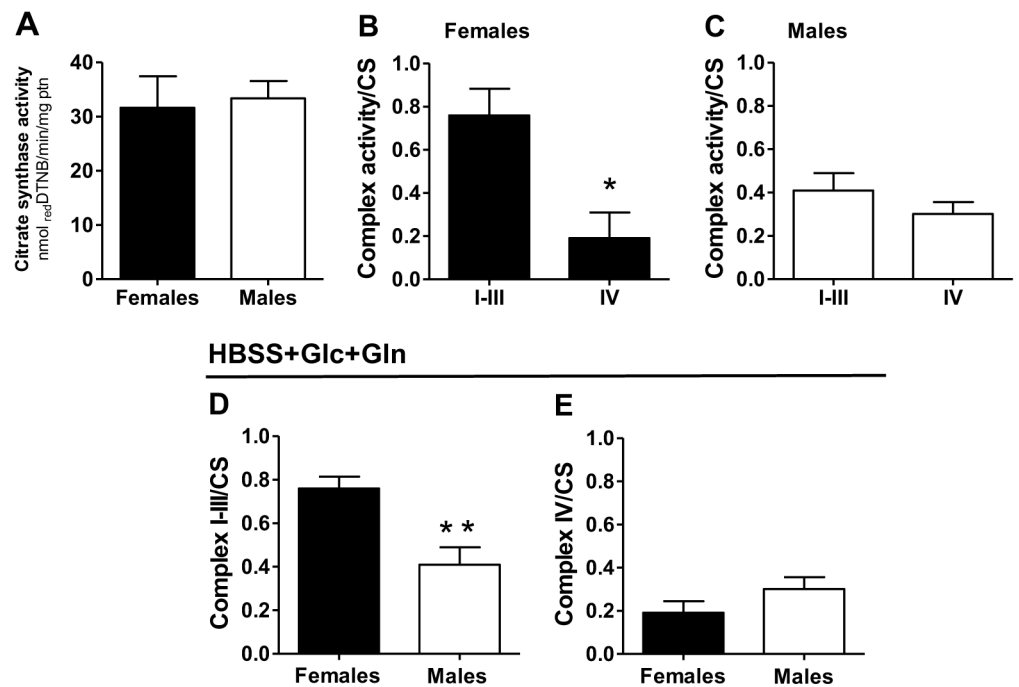 A
Citrate synthase activity
nmol redDTNB/min/mg ptn
40
30
20
10
0
Females Males
B Females
Complex activity/CS
1.0
0.8
0.6
0.4
0.2
0.0
*
I-III IV
C Males
Complex activity/CS
1.0
0.8
0.6
0.4
0.2
0.0
I-III IV
HBSS+Glc+Gln
D
Complex I-III/CS
1.0
0.8
0.6
0.4
0.2
0.0
* *
Females Males
E
Complex IV/CS
1.0
0.8
0.6
0.4
0.2
0.0
Females Males